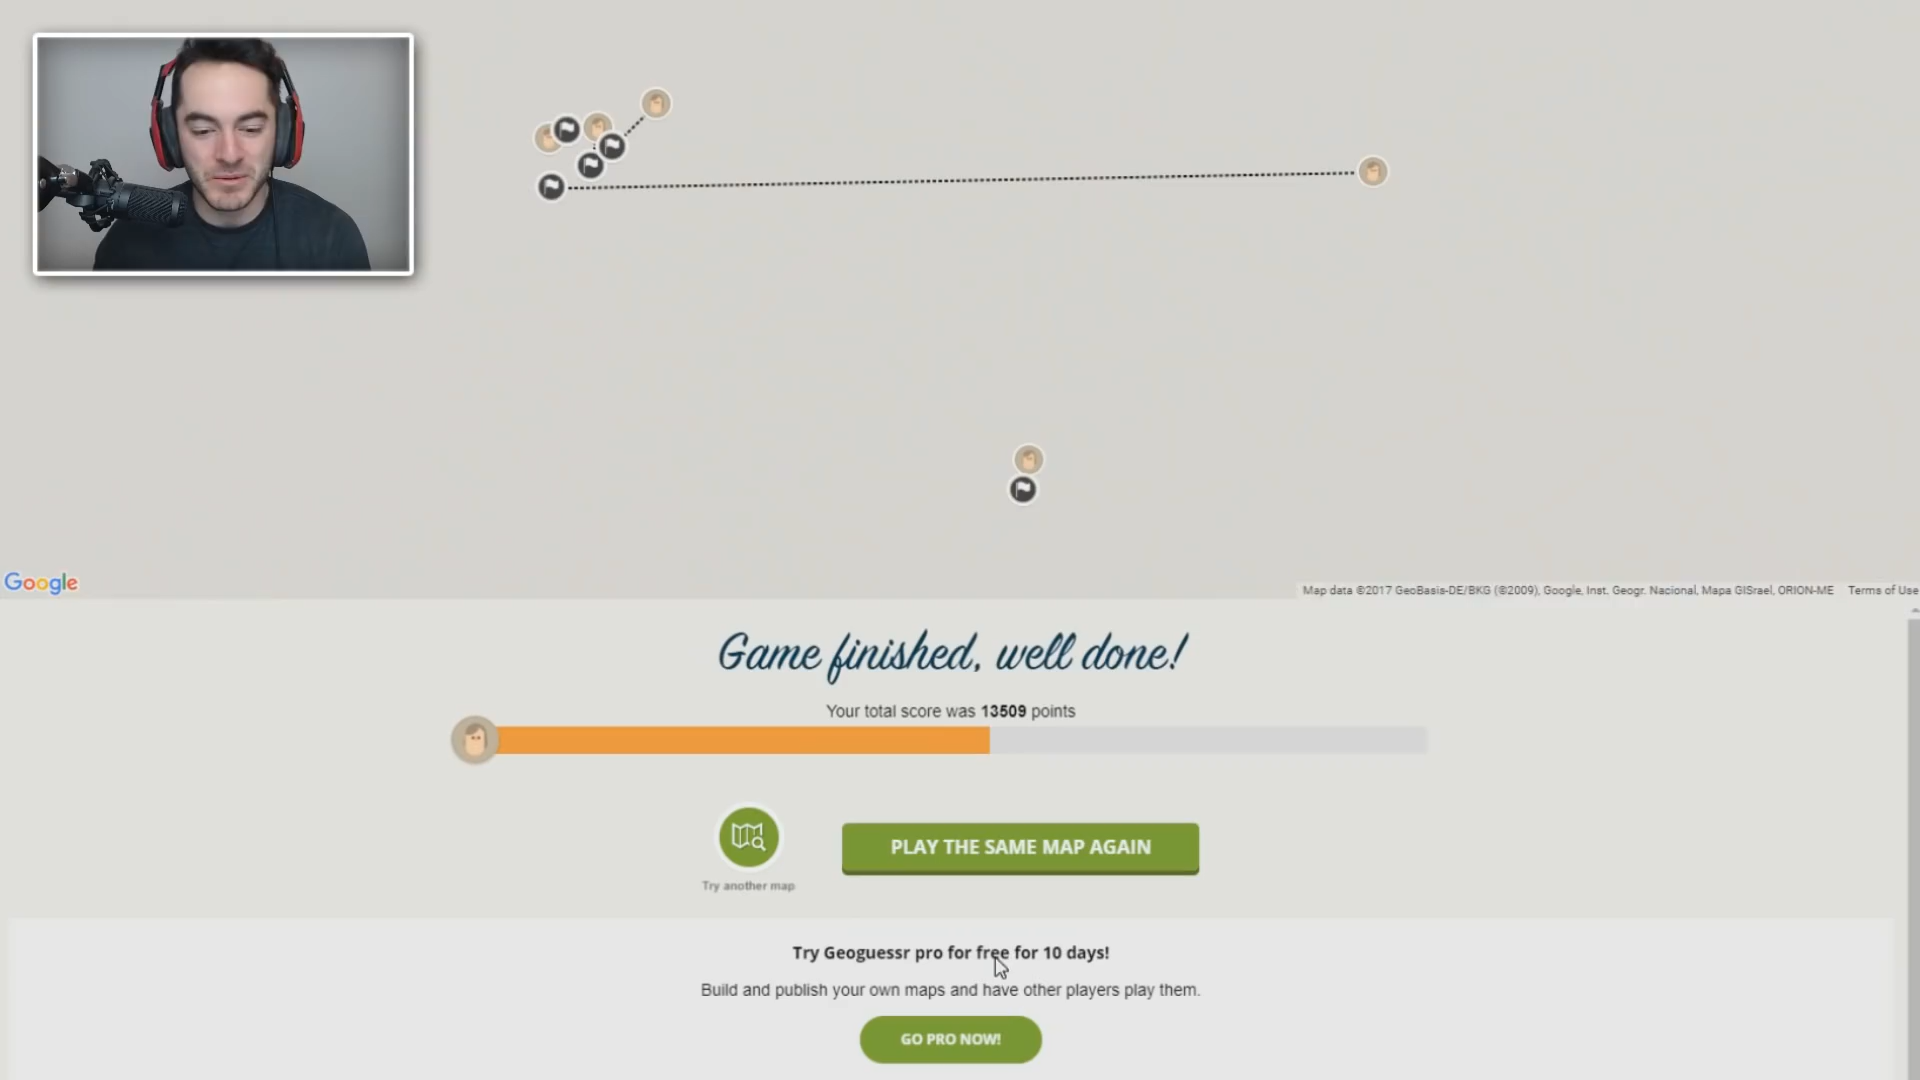 Google
Map data ©2017 GeoBasis-DE/BKG (©2009), Google, Inst. Geogr. Nacional, Mapa GISrael, ORION-ME Terms of Use
Game finished, well done!
Your total score was 13509 points
PLAY THE SAME MAP AGAIN
Try another map
Try Geoguessr pro for free for 10 days!
Build and publish your own maps and have other players play them.
GO PRO NOW!